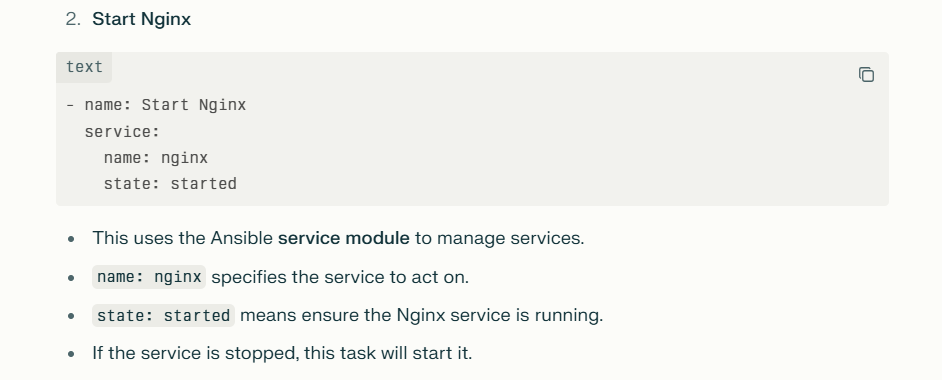 2. Start Nginx
text
- name: Start Nginx
  service:
    name: nginx
    state: started
• This uses the Ansible service module to manage services.
• name: nginx specifies the service to act on.
• state: started means ensure the Nginx service is running.
• If the service is stopped, this task will start it.